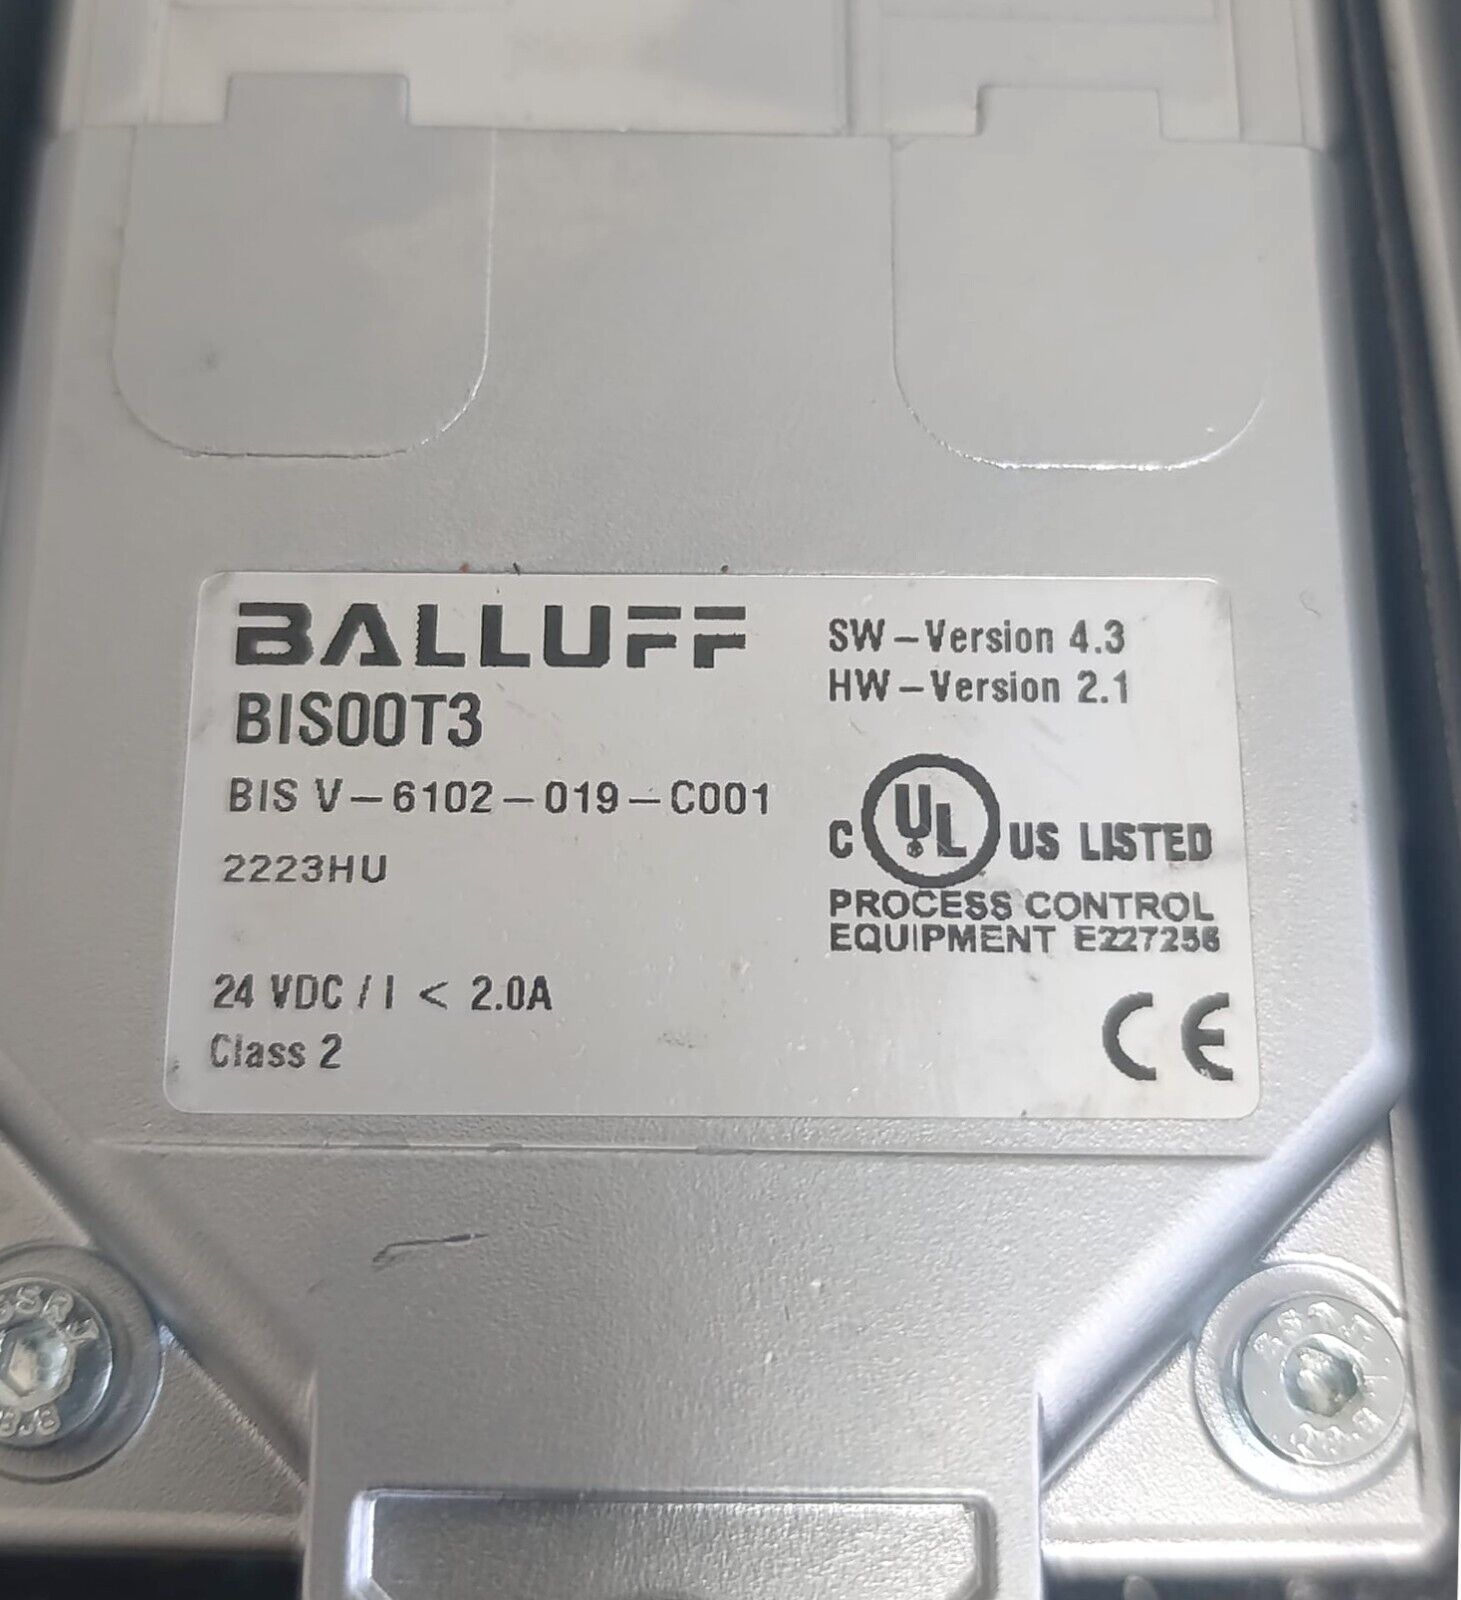 BALLUFF
BIS00T3
BIS V-6102-019-C001
2223HU
24 VDC / I < 2.0A
Class 2
SW-Version 4.3
HW-Version 2.1
C UL US LISTED
PROCESS CONTROL
EQUIPMENT E227256
CE